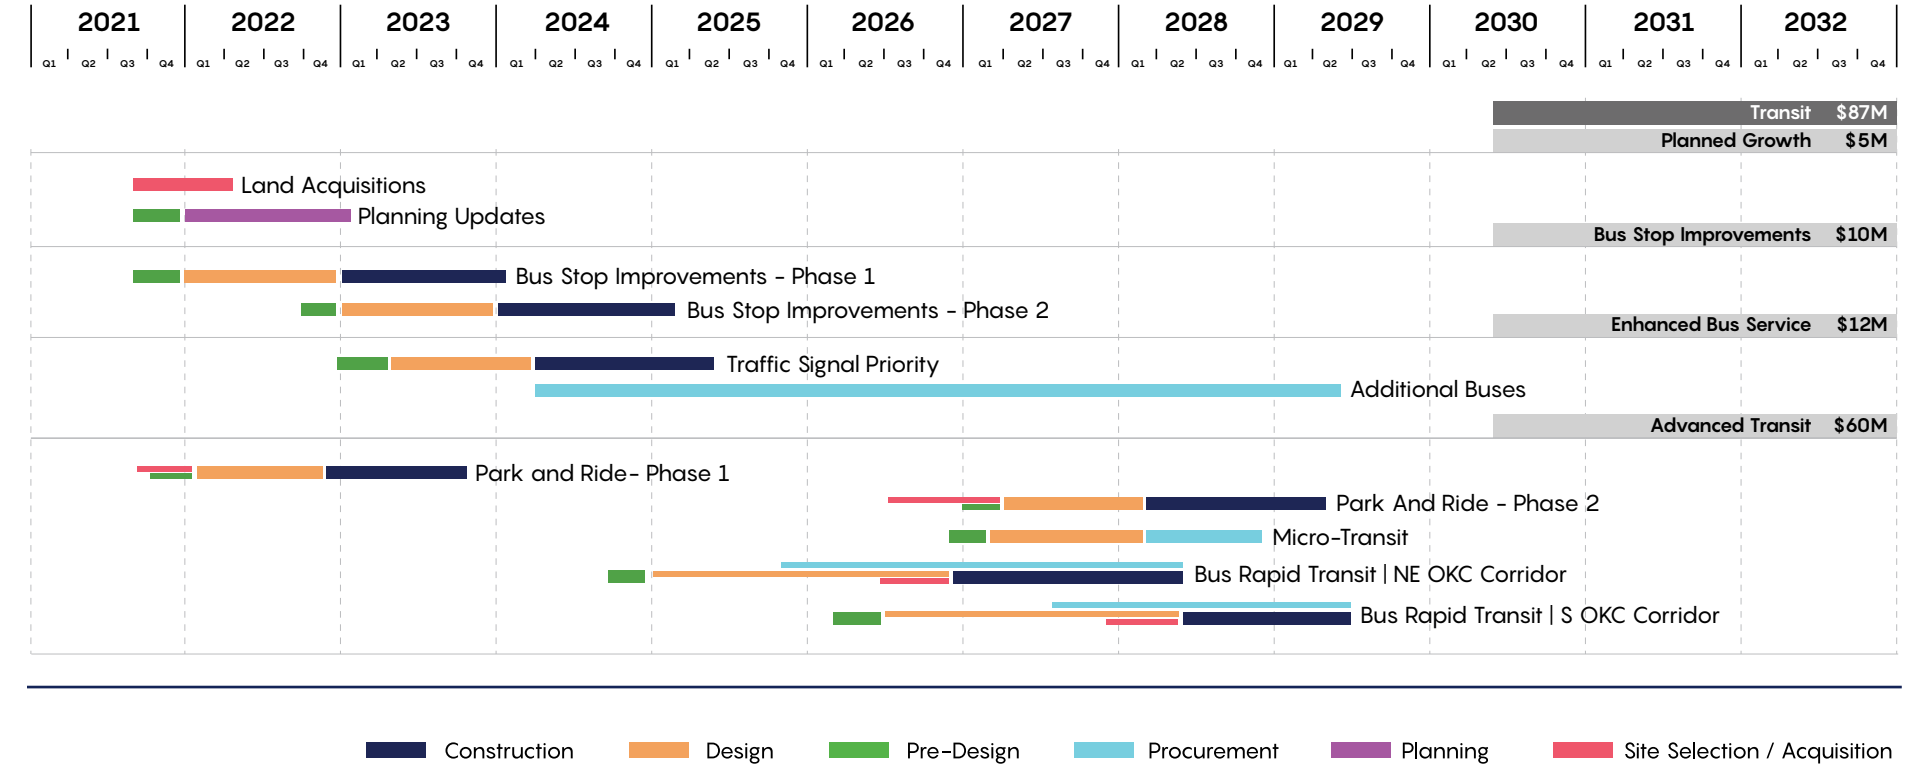 2021 2022 2023 2024 2025 2026 2027 2028 2029 2030 2031 2032
Q1 Q2 Q3 Q4 Q1 Q2 Q3 Q4 Q1 Q2 Q3 Q4 Q1 Q2 Q3 Q4 Q1 Q2 Q3 Q4 Q1 Q2 Q3 Q4 Q1 Q2 Q3 Q4 Q1 Q2 Q3 Q4 Q1 Q2 Q3 Q4 Q1 Q2 Q3 Q4 Q1 Q2 Q3 Q4 Q1 Q2 Q3 Q4
Transit $87M
Planned Growth $5M
Land Acquisitions
Planning Updates
Bus Stop Improvements $10M
Bus Stop Improvements - Phase 1
Bus Stop Improvements - Phase 2
Enhanced Bus Service $12M
Traffic Signal Priority
Additional Buses
Advanced Transit $60M
Park and Ride- Phase 1
Park And Ride - Phase 2
Micro-Transit
Bus Rapid Transit | NE OKC Corridor
Bus Rapid Transit | S OKC Corridor
Construction Design Pre-Design Procurement Planning Site Selection / Acquisition